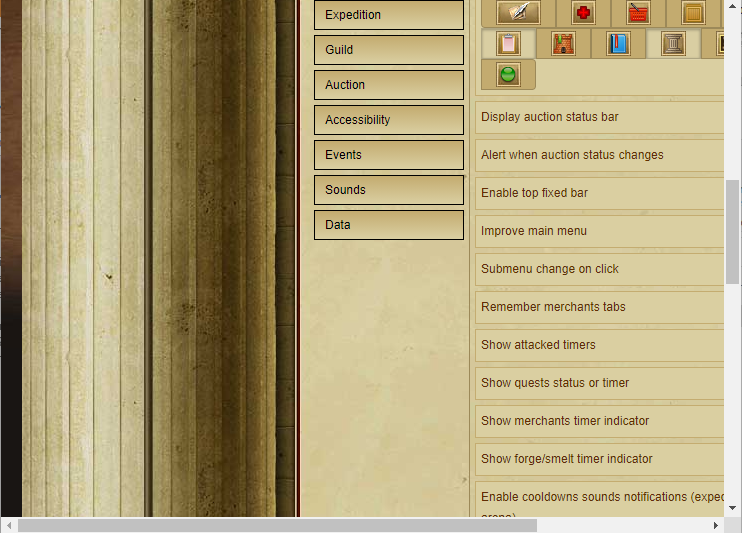 Expedition
Guild
Auction
Accessibility
Events
Sounds
Data
Display auction status bar
Alert when auction status changes
Enable top fixed bar
Improve main menu
Submenu change on click
Remember merchants tabs
Show attacked timers
Show quests status or timer
Show merchants timer indicator
Show forge/smelt timer indicator
Enable cooldowns sounds notifications (expec